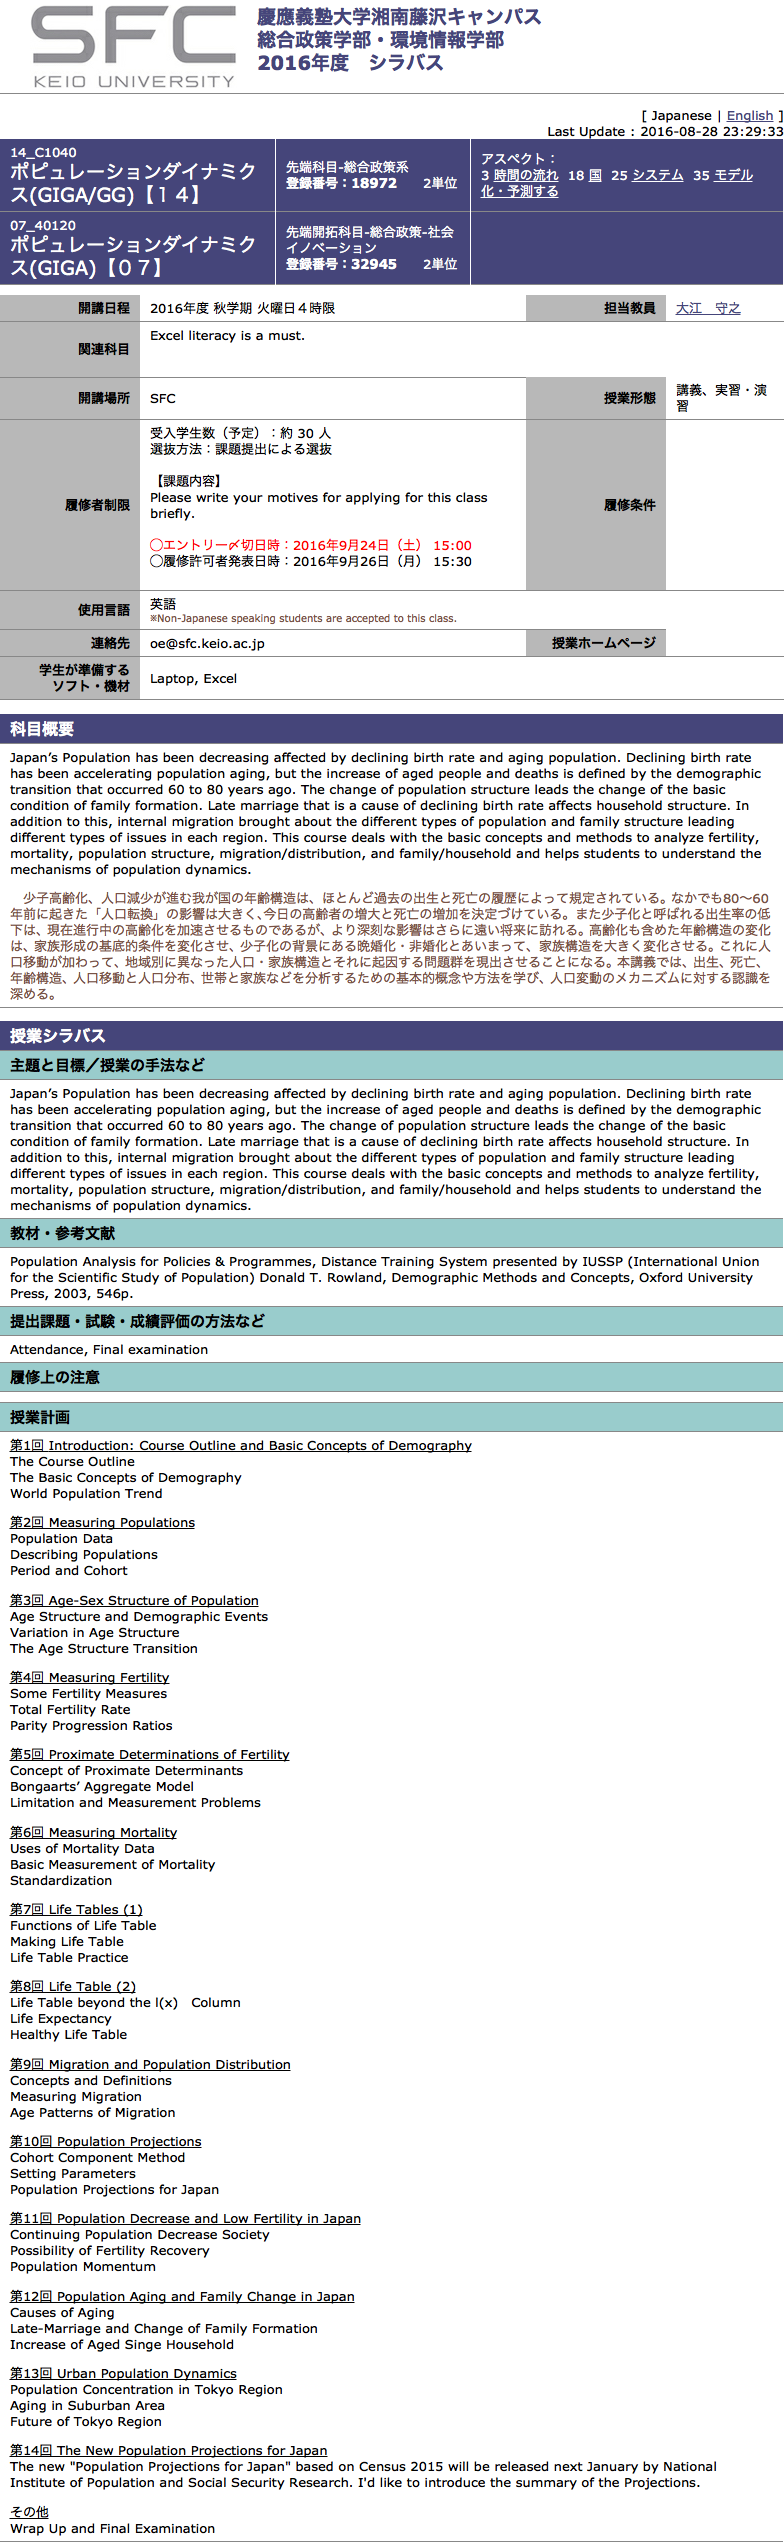 SFC
KEIO UNIVERSITY
慶應義塾大学湘南藤沢キャンパス
総合政策学部・環境情報学部
2016年度　シラバス
[ Japanese | English ]
Last Update : 2016-08-28 23:29:33
14_C1040
ポピュレーションダイナミク
ス(GIGA/GG)【１４】
先端科目-総合政策系
登録番号：18972　　2単位
アスペクト：
3 時間の流れ 18 国 25 システム 35 モデル
化・予測する
07_40120
ポピュレーションダイナミク
ス(GIGA)【０７】
先端開拓科目-総合政策-社会
イノベーション
登録番号：32945　　2単位
開講日程
2016年度 秋学期 火曜日４時限
担当教員
大江　守之
関連科目
Excel literacy is a must.
開講場所
SFC
授業形態
講義、実習・演
習
履修者制限
受入学生数（予定）：約 30 人
選抜方法：課題提出による選抜
【課題内容】
Please write your motives for applying for this class
briefly.
◯エントリー〆切日時：2016年9月24日（土） 15:00
◯履修許可者発表日時：2016年9月26日（月） 15:30
履修条件
使用言語
英語
※Non-Japanese speaking students are accepted to this class.
連絡先
oe@sfc.keio.ac.jp
授業ホームページ
学生が準備する
ソフト・機材
Laptop, Excel
科目概要
Japan’s Population has been decreasing affected by declining birth rate and aging population. Declining birth rate
has been accelerating population aging, but the increase of aged people and deaths is defined by the demographic
transition that occurred 60 to 80 years ago. The change of population structure leads the change of the basic
condition of family formation. Late marriage that is a cause of declining birth rate affects household structure. In
addition to this, internal migration brought about the different types of population and family structure leading
different types of issues in each region. This course deals with the basic concepts and methods to analyze fertility,
mortality, population structure, migration/distribution, and family/household and helps students to understand the
mechanisms of population dynamics.
　少子高齢化、人口減少が進む我が国の年齢構造は、ほとんど過去の出生と死亡の履歴によって規定されている。なかでも80～60
年前に起きた「人口転換」の影響は大きく、今日の高齢者の増大と死亡の増加を決定づけている。また少子化と呼ばれる出生率の低
下は、現在進行中の高齢化を加速させるものであるが、より深刻な影響はさらに遠い将来に訪れる。高齢化も含めた年齢構造の変化
は、家族形成の基底的条件を変化させ、少子化の背景にある晩婚化・非婚化とあいまって、家族構造を大きく変化させる。これに人
口移動が加わって、地域別に異なった人口・家族構造とそれに起因する問題群を現出させることになる。本講義では、出生、死亡、
年齢構造、人口移動と人口分布、世帯と家族などを分析するための基本的概念や方法を学び、人口変動のメカニズムに対する認識を
深める。
授業シラバス
主題と目標／授業の手法など
Japan’s Population has been decreasing affected by declining birth rate and aging population. Declining birth rate
has been accelerating population aging, but the increase of aged people and deaths is defined by the demographic
transition that occurred 60 to 80 years ago. The change of population structure leads the change of the basic
condition of family formation. Late marriage that is a cause of declining birth rate affects household structure. In
addition to this, internal migration brought about the different types of population and family structure leading
different types of issues in each region. This course deals with the basic concepts and methods to analyze fertility,
mortality, population structure, migration/distribution, and family/household and helps students to understand the
mechanisms of population dynamics.
教材・参考文献
Population Analysis for Policies & Programmes, Distance Training System presented by IUSSP (International Union
for the Scientific Study of Population) Donald T. Rowland, Demographic Methods and Concepts, Oxford University
Press, 2003, 546p.
提出課題・試験・成績評価の方法など
Attendance, Final examination
履修上の注意
授業計画
第1回 Introduction: Course Outline and Basic Concepts of Demography
The Course Outline
The Basic Concepts of Demography
World Population Trend
第2回 Measuring Populations
Population Data
Describing Populations
Period and Cohort
第3回 Age-Sex Structure of Population
Age Structure and Demographic Events
Variation in Age Structure
The Age Structure Transition
第4回 Measuring Fertility
Some Fertility Measures
Total Fertility Rate
Parity Progression Ratios
第5回 Proximate Determinations of Fertility
Concept of Proximate Determinants
Bongaarts’ Aggregate Model
Limitation and Measurement Problems
第6回 Measuring Mortality
Uses of Mortality Data
Basic Measurement of Mortality
Standardization
第7回 Life Tables (1)
Functions of Life Table
Making Life Table
Life Table Practice
第8回 Life Table (2)
Life Table beyond the l(x)　Column
Life Expectancy
Healthy Life Table
第9回 Migration and Population Distribution
Concepts and Definitions
Measuring Migration
Age Patterns of Migration
第10回 Population Projections
Cohort Component Method
Setting Parameters
Population Projections for Japan
第11回 Population Decrease and Low Fertility in Japan
Continuing Population Decrease Society
Possibility of Fertility Recovery
Population Momentum
第12回 Population Aging and Family Change in Japan
Causes of Aging
Late-Marriage and Change of Family Formation
Increase of Aged Singe Household
第13回 Urban Population Dynamics
Population Concentration in Tokyo Region
Aging in Suburban Area
Future of Tokyo Region
第14回 The New Population Projections for Japan
The new "Population Projections for Japan" based on Census 2015 will be released next January by National
Institute of Population and Social Security Research. I'd like to introduce the summary of the Projections.
その他
Wrap Up and Final Examination